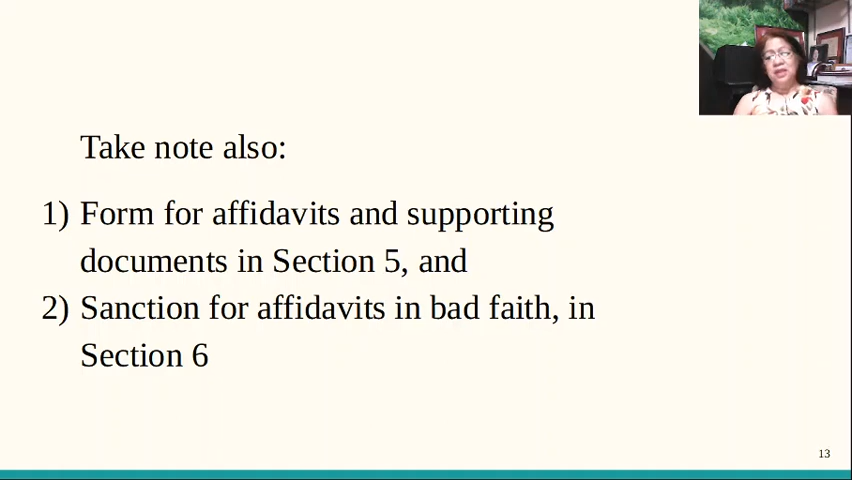 Take note also:
1) Form for affidavits and supporting
documents in Section 5, and
2) Sanction for affidavits in bad faith, in
Section 6
13